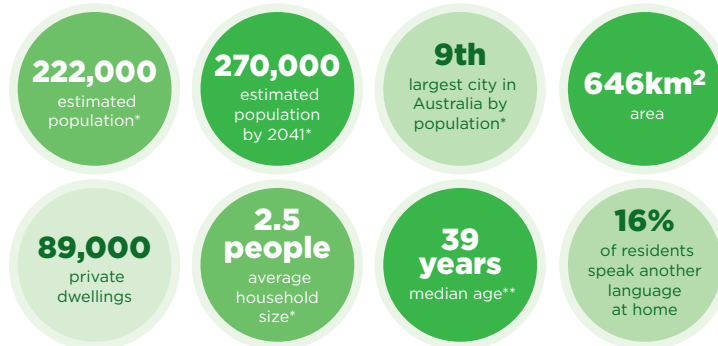 222,000
estimated
population*
270,000
estimated
population
by 2041*
9th
largest city in
Australia by
population*
646km²
area
89,000
private
dwellings
2.5
people
average
household
size*
39
years
median age**
16%
of residents
speak another
language
at home